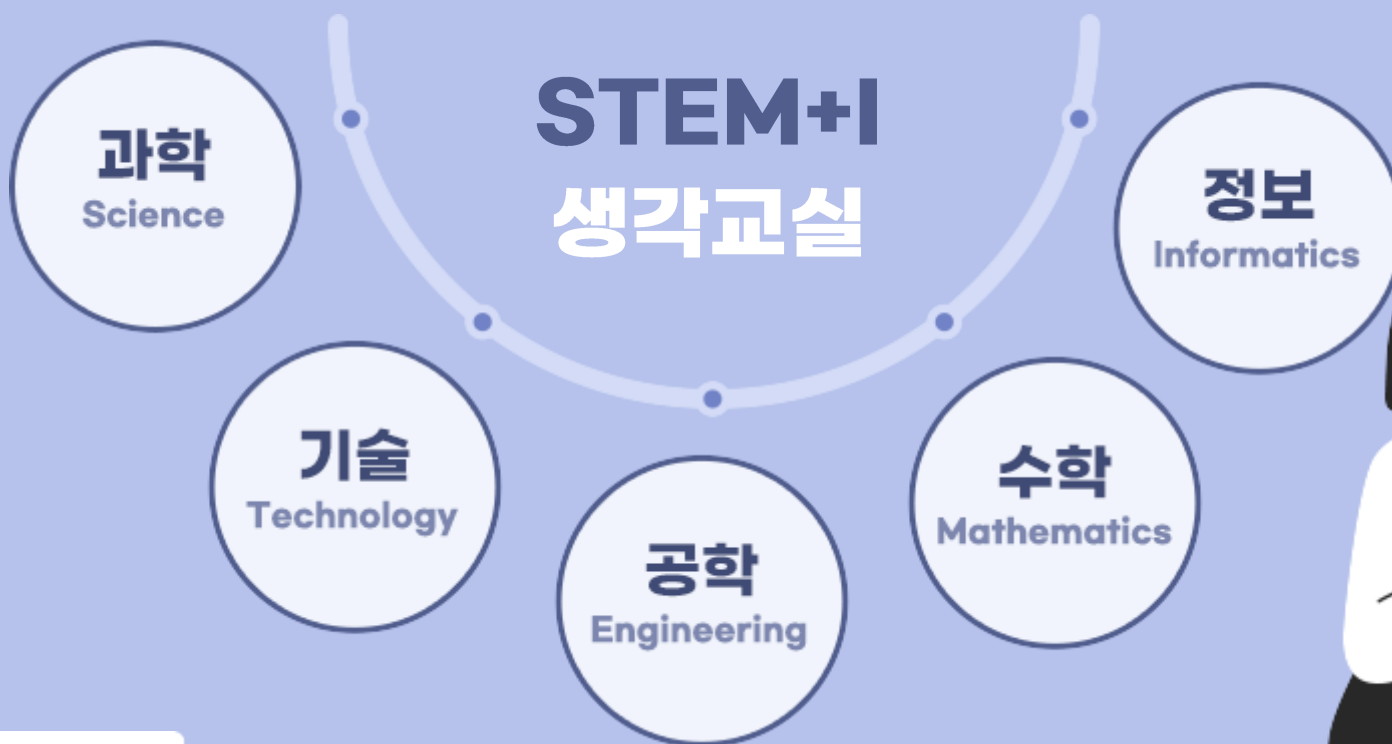 STEM+I
생각교실
과학
Science
기술
Technology
공학
Engineering
수학
Mathematics
정보
Informatics